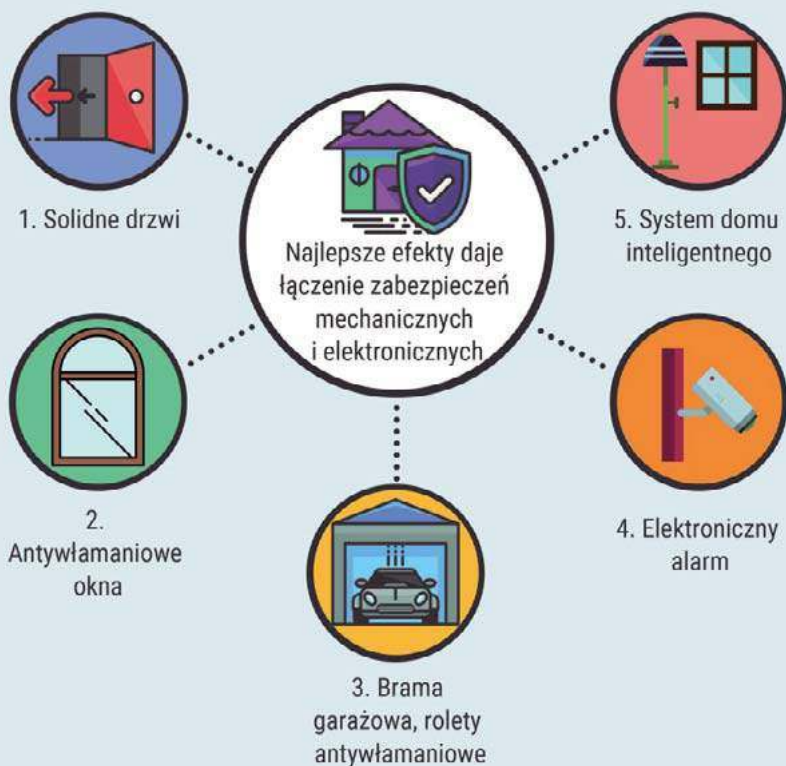 Najlepsze efekty daje
łączenie zabezpieczeń
mechanicznych
i elektronicznych
1. Solidne drzwi
2.
Antywłamaniowe
okna
3. Brama
garażowa, rolety
antywłamaniowe
4. Elektroniczny
alarm
5. System domu
inteligentnego